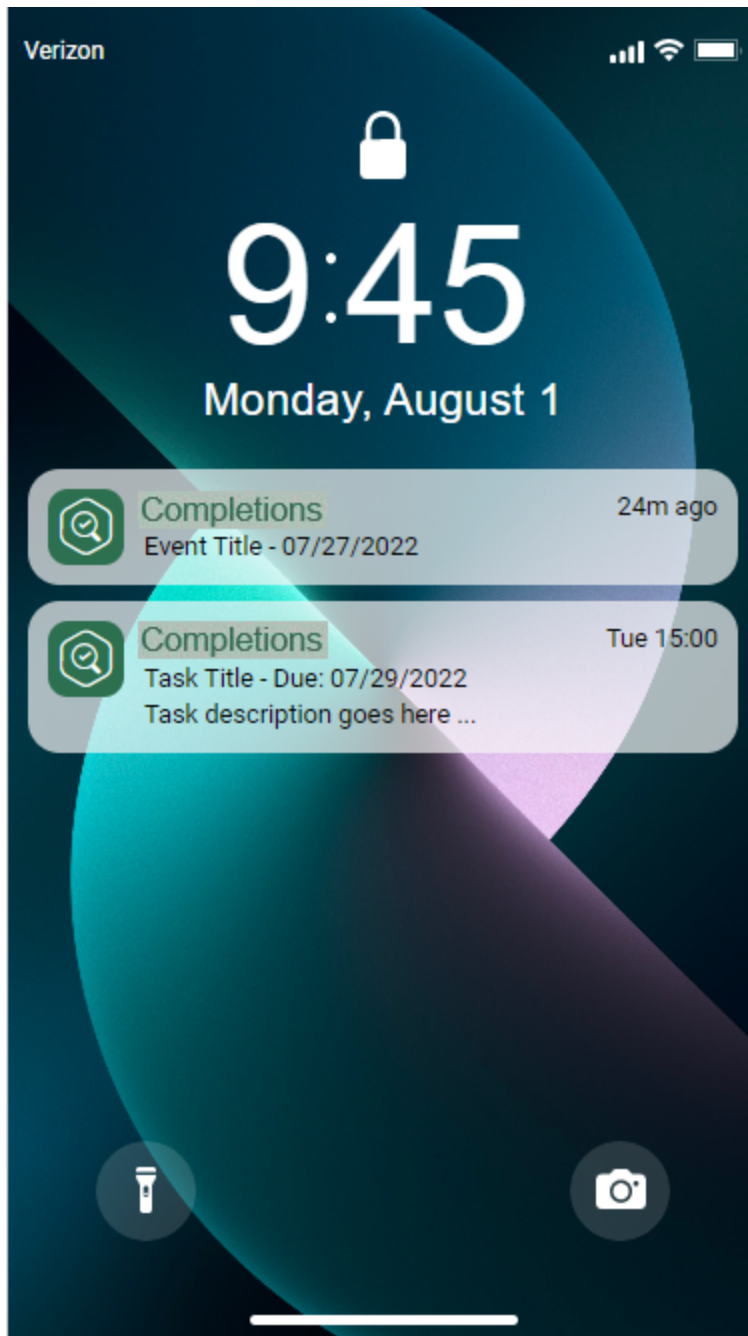 Verizon
9:45
Monday, August 1
Completions
24m ago
Event Title - 07/27/2022
Completions
Tue 15:00
Task Title - Due: 07/29/2022
Task description goes here ...